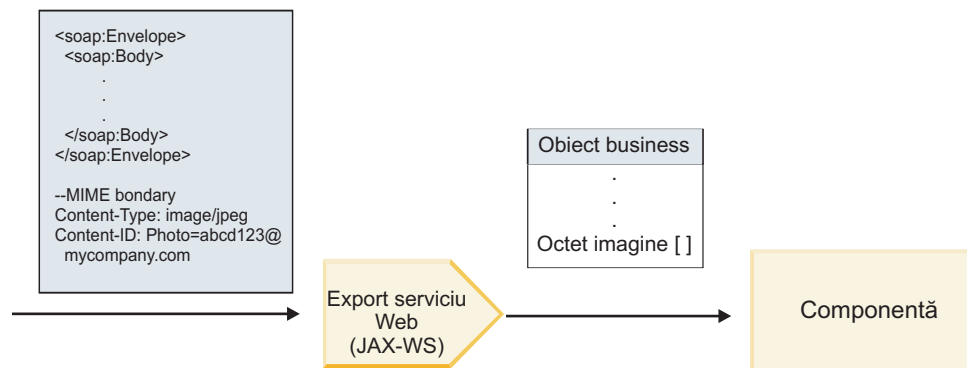 <soap:Envelope>
<soap:Body>
.
.
.
</soap:Body>
</soap:Envelope>
--MIME bondary
Content-Type: image/jpeg
Content-ID: Photo=abcd123@
mycompany.com
Export serviciu
Web
(JAX-WS)
Obiect business
.
.
.
Octet imagine [ ]
Componentă